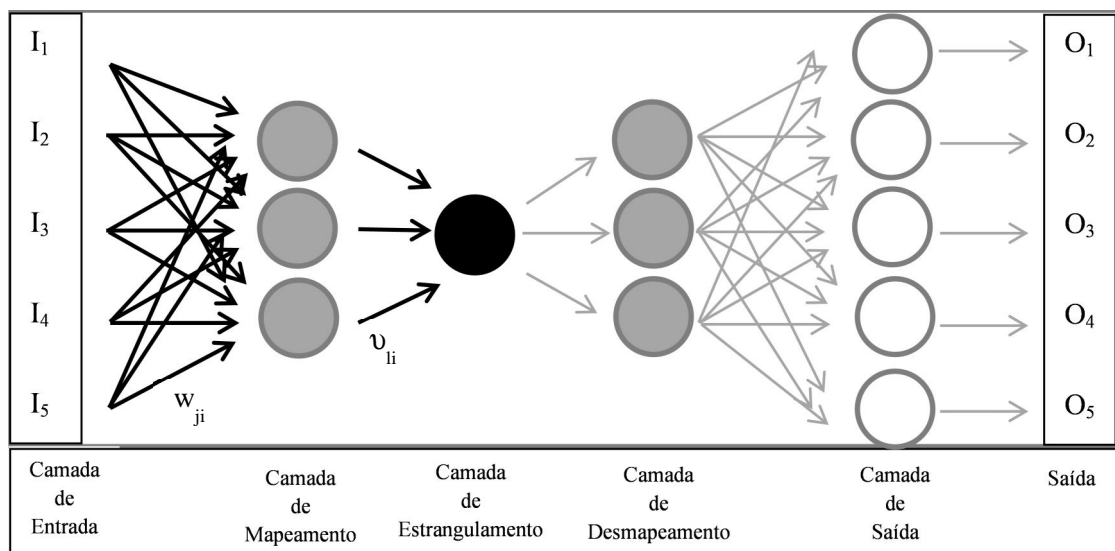 I1
I2
I3
I4
I5
wji
υli
O1
O2
O3
O4
O5
Camada
de
Entrada
Camada
de
Mapeamento
Camada
de
Estrangulamento
Camada
de
Desmapeamento
Camada
de
Saída
Saída